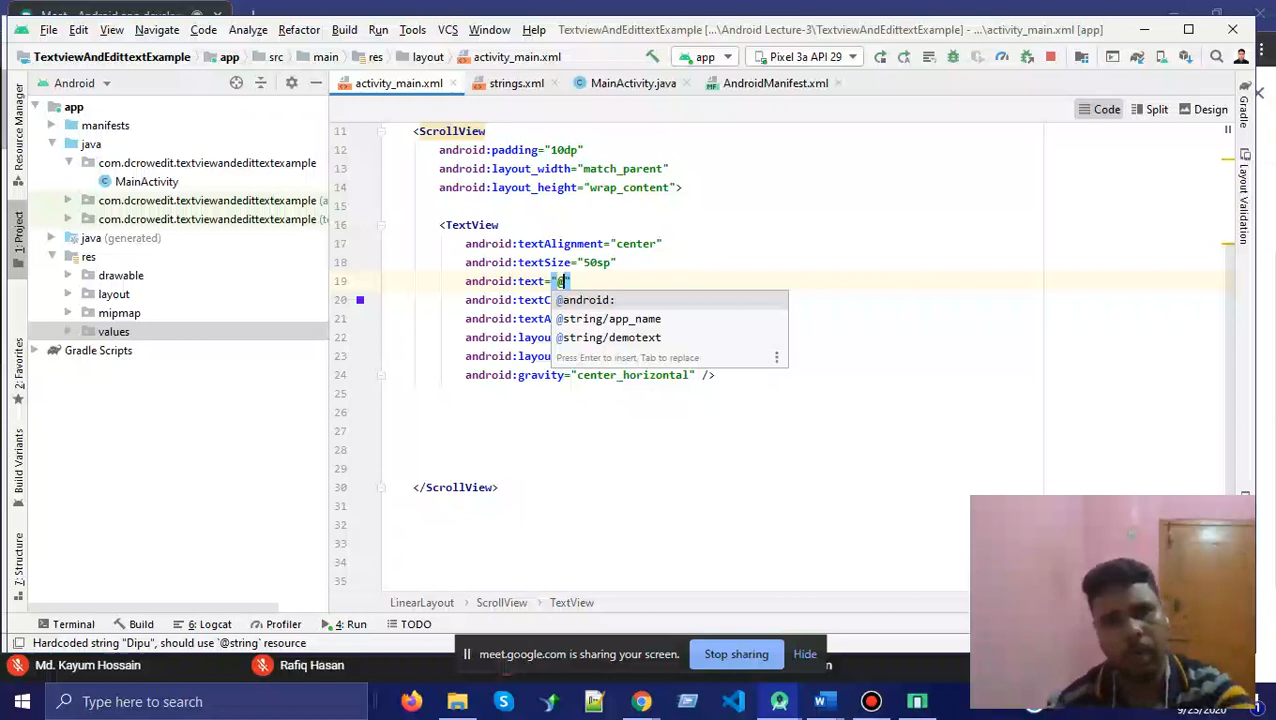 File Edit View Navigate Code Analyze Refactor Build Run Tools VCS Window Help TextviewAndEdittextExample [...\Android Lecture-3\TextviewAndEdittextExample] - ...\activity_main.xml [app]
TextviewAndEdittextExample app src main res layout activity_main.xml app Pixel 3a API 29
Android activity_main.xml strings.xml MainActivity.java AndroidManifest.xml
Code Split Design
app
manifests
java
com.dcrowedit.textviewandedittextexample
MainActivity
com.dcrowedit.textviewandedittextexample (a
com.dcrowedit.textviewandedittextexample (te
java (generated)
res
drawable
layout
mipmap
values
Gradle Scripts
Resource Manager
1: Project
2: Favorites
Build Variants
7: Structure
11 <ScrollView
12 android:padding="10dp"
13 android:layout_width="match_parent"
14 android:layout_height="wrap_content">
15
16 <TextView
17 android:textAlignment="center"
18 android:textSize="50sp"
19 android:text="@"
20 android:textC
21 android:textA
22 android:layou
23 android:layou
24 android:gravity="center_horizontal" />
25
26
27
28
29
30 </ScrollView>
31
32
33
34
35
@android:
@string/app_name
@string/demotext
Press Enter to insert, Tab to replace
Gradle
Layout Validation
LinearLayout ScrollView TextView
Terminal Build 6: Logcat Profiler 4: Run TODO
Hardcoded string "Dipu", should use `@string` resource
meet.google.com is sharing your screen. Stop sharing Hide
Md. Kayum Hossain Rafiq Hasan
Type here to search
9/25/2020